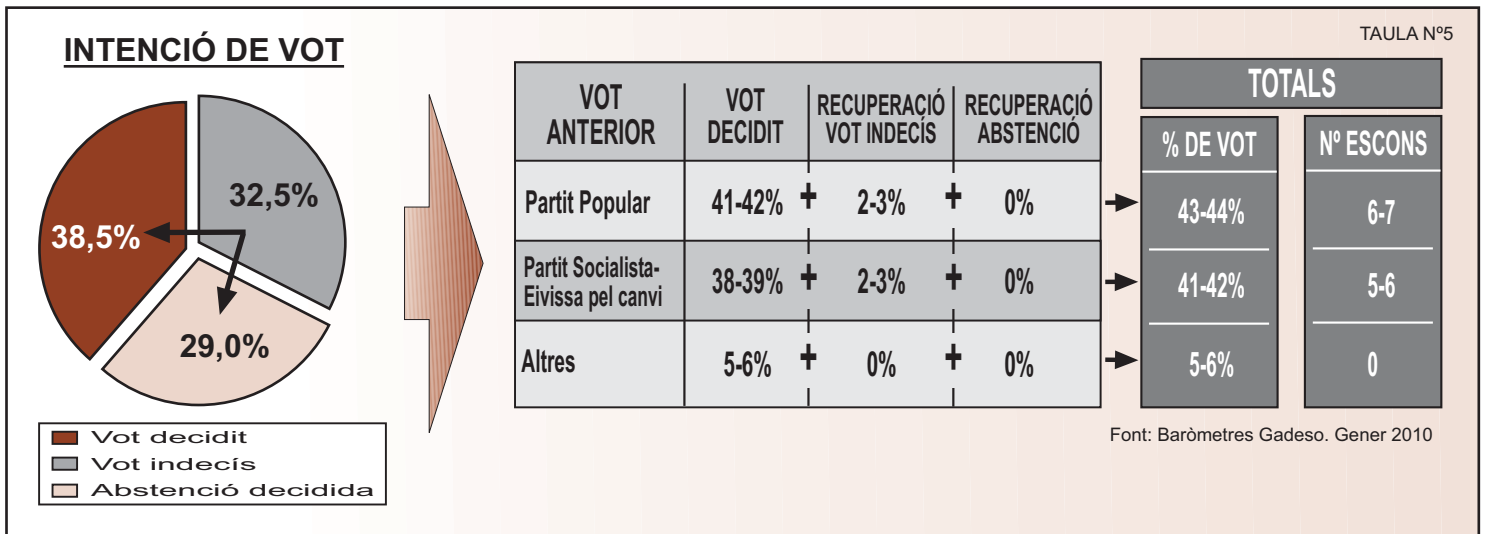 TAULA Nº5
INTENCIÓ DE VOT
32,5%
38,5%
29,0%
Vot decidit
Vot indecís
Abstenció decidida
VOT
ANTERIOR
VOT
DECIDIT
RECUPERACIÓ
VOT INDECÍS
RECUPERACIÓ
ABSTENCIÓ
TOTALS
% DE VOT
Nº ESCONS
Partit Popular 41-42% + 2-3% + 0% 43-44% 6-7
Partit Socialista-
Eivissa pel canvi 38-39% + 2-3% + 0% 41-42% 5-6
Altres 5-6% + 0% + 0% 5-6% 0
Font: Baròmetres Gadeso. Gener 2010